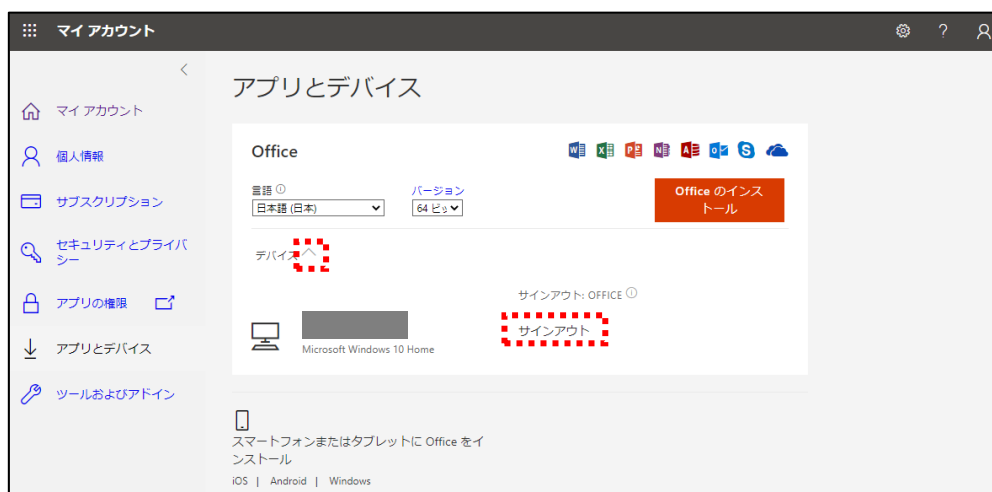 マイ アカウント
?
アプリとデバイス
マイ アカウント
個人情報
サブスクリプション
セキュリティとプライバ
シー
アプリの権限
アプリとデバイス
ツールおよびアドイン
Office
言語
バージョン
日本語 (日本)
64 ビッ
Office のインス
トール
デバイス
サインアウト: OFFICE
サインアウト
Microsoft Windows 10 Home
スマートフォンまたはタブレットに Office をイ
ンストール
iOS | Android | Windows